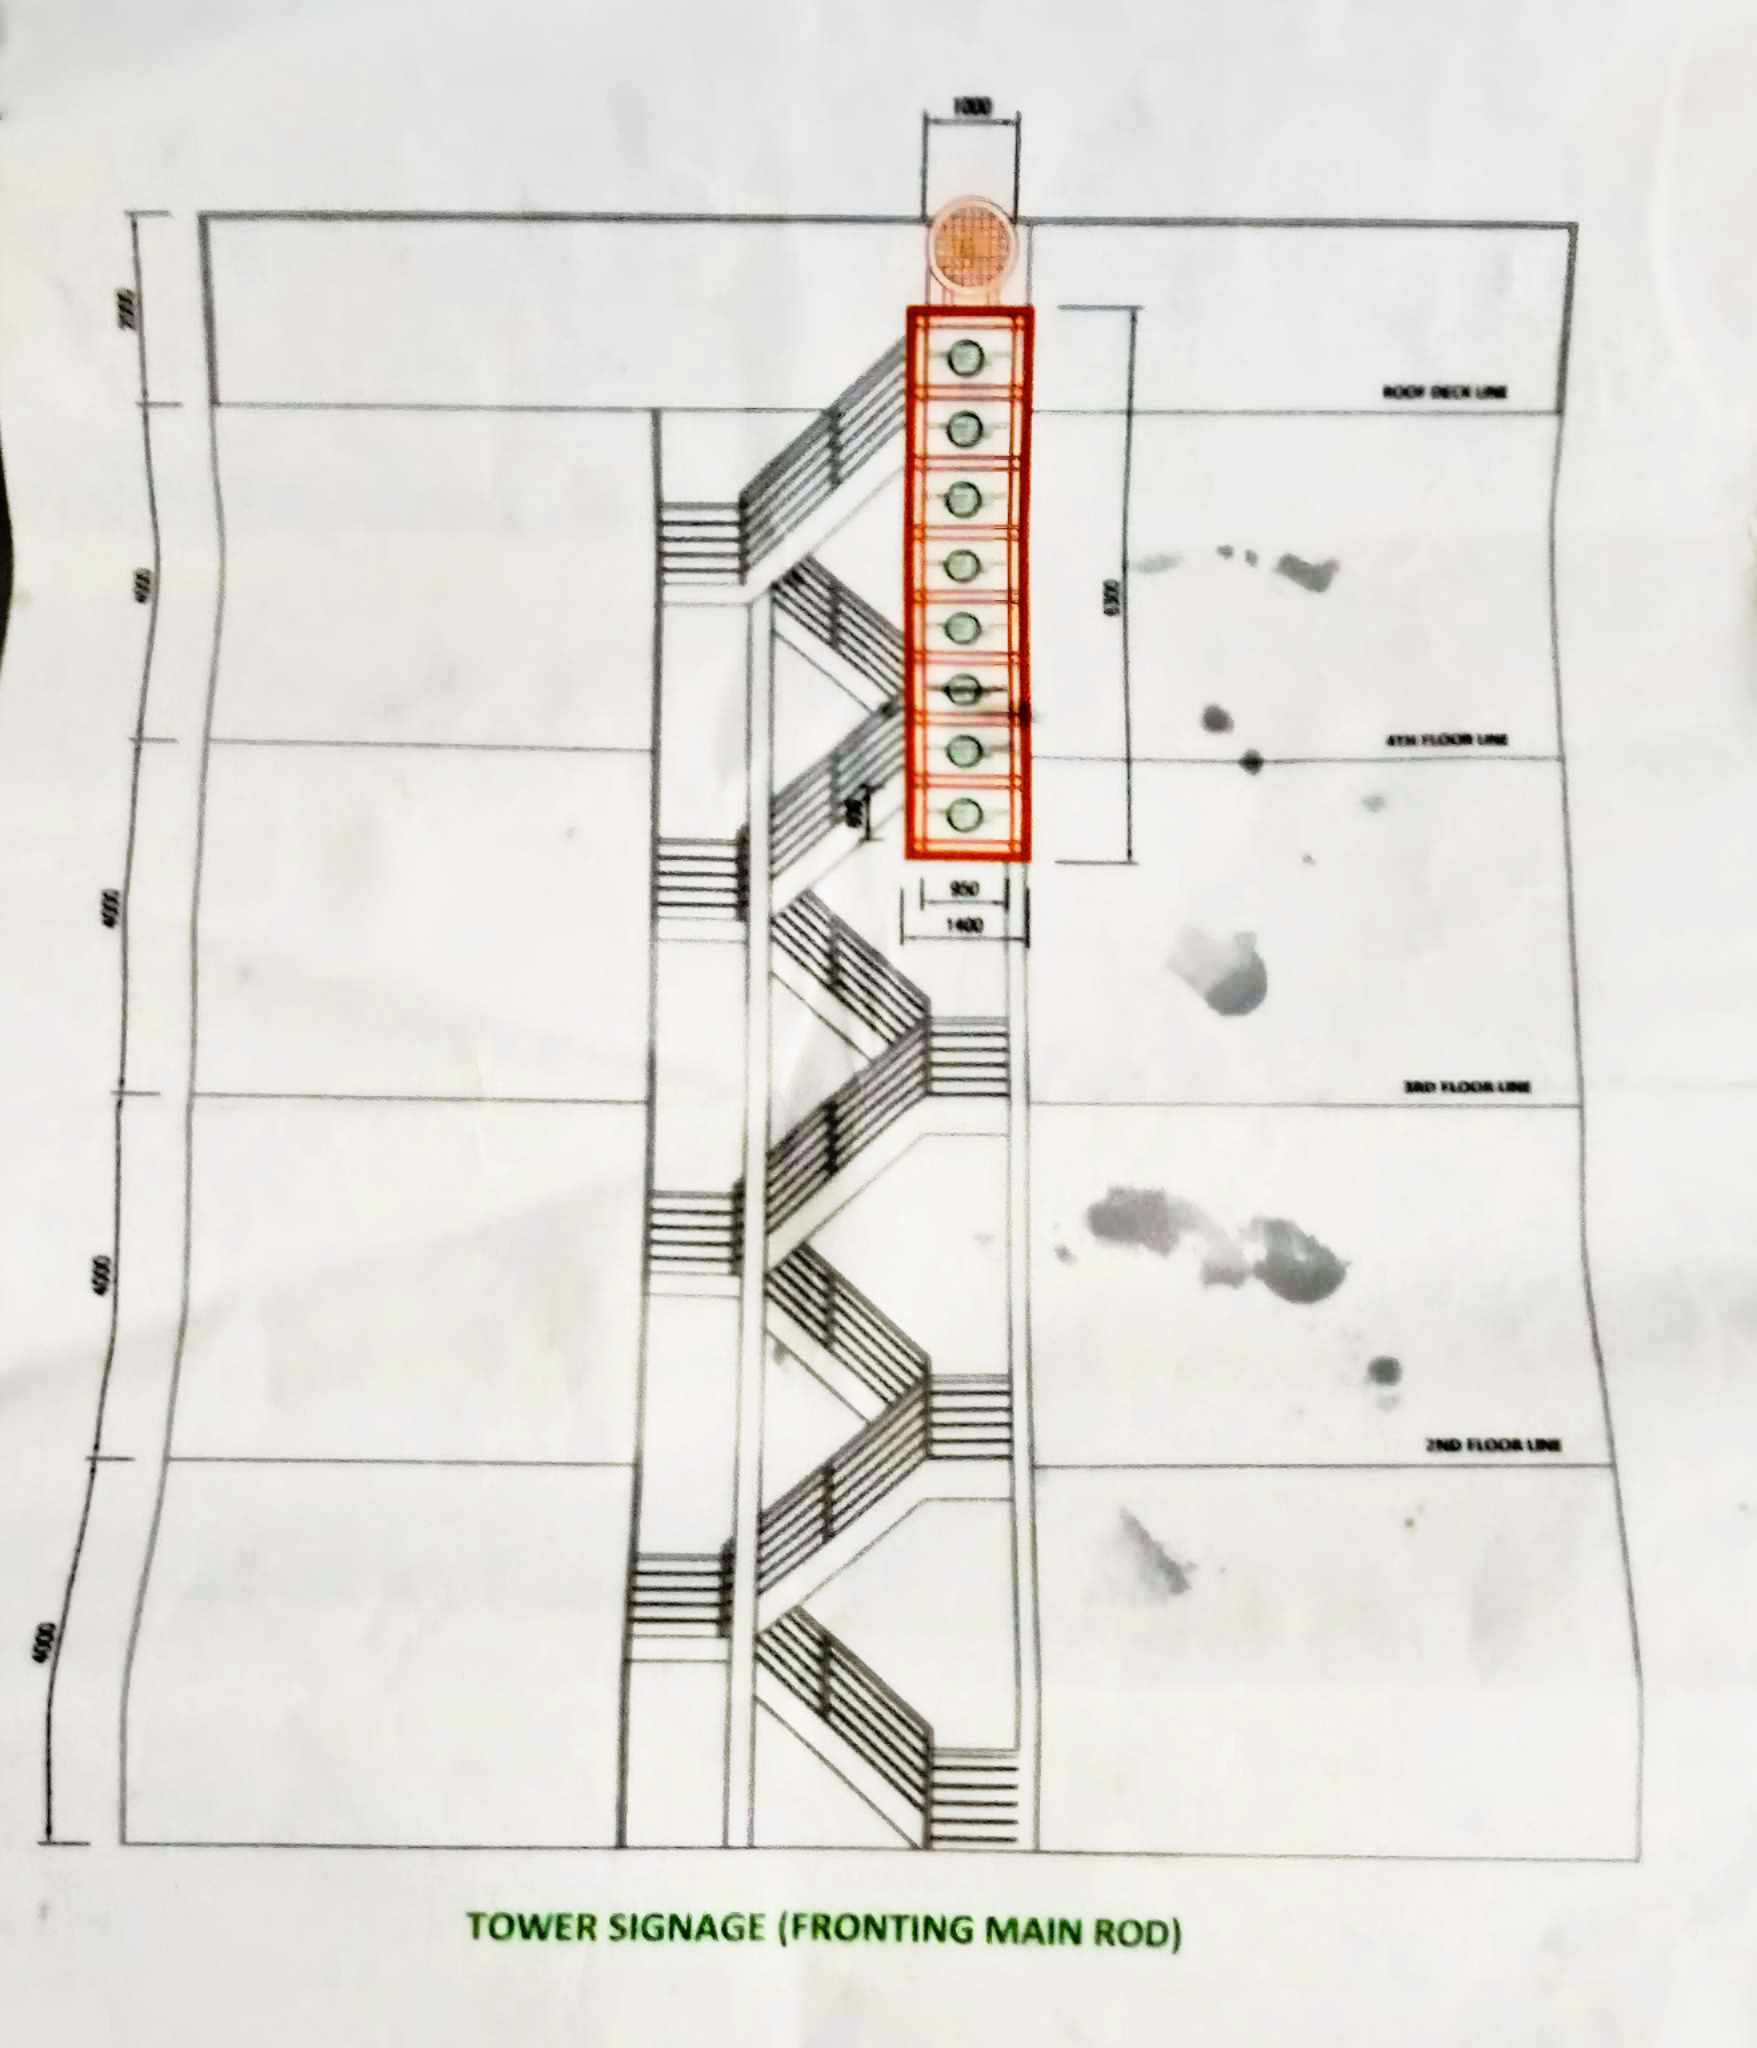 1000
2000
ROOF DECK LINE
4000
6300
4TH FLOOR LINE
950
1400
4000
3RD FLOOR LINE
4000
2ND FLOOR LINE
4000
TOWER SIGNAGE (FRONTING MAIN ROD)